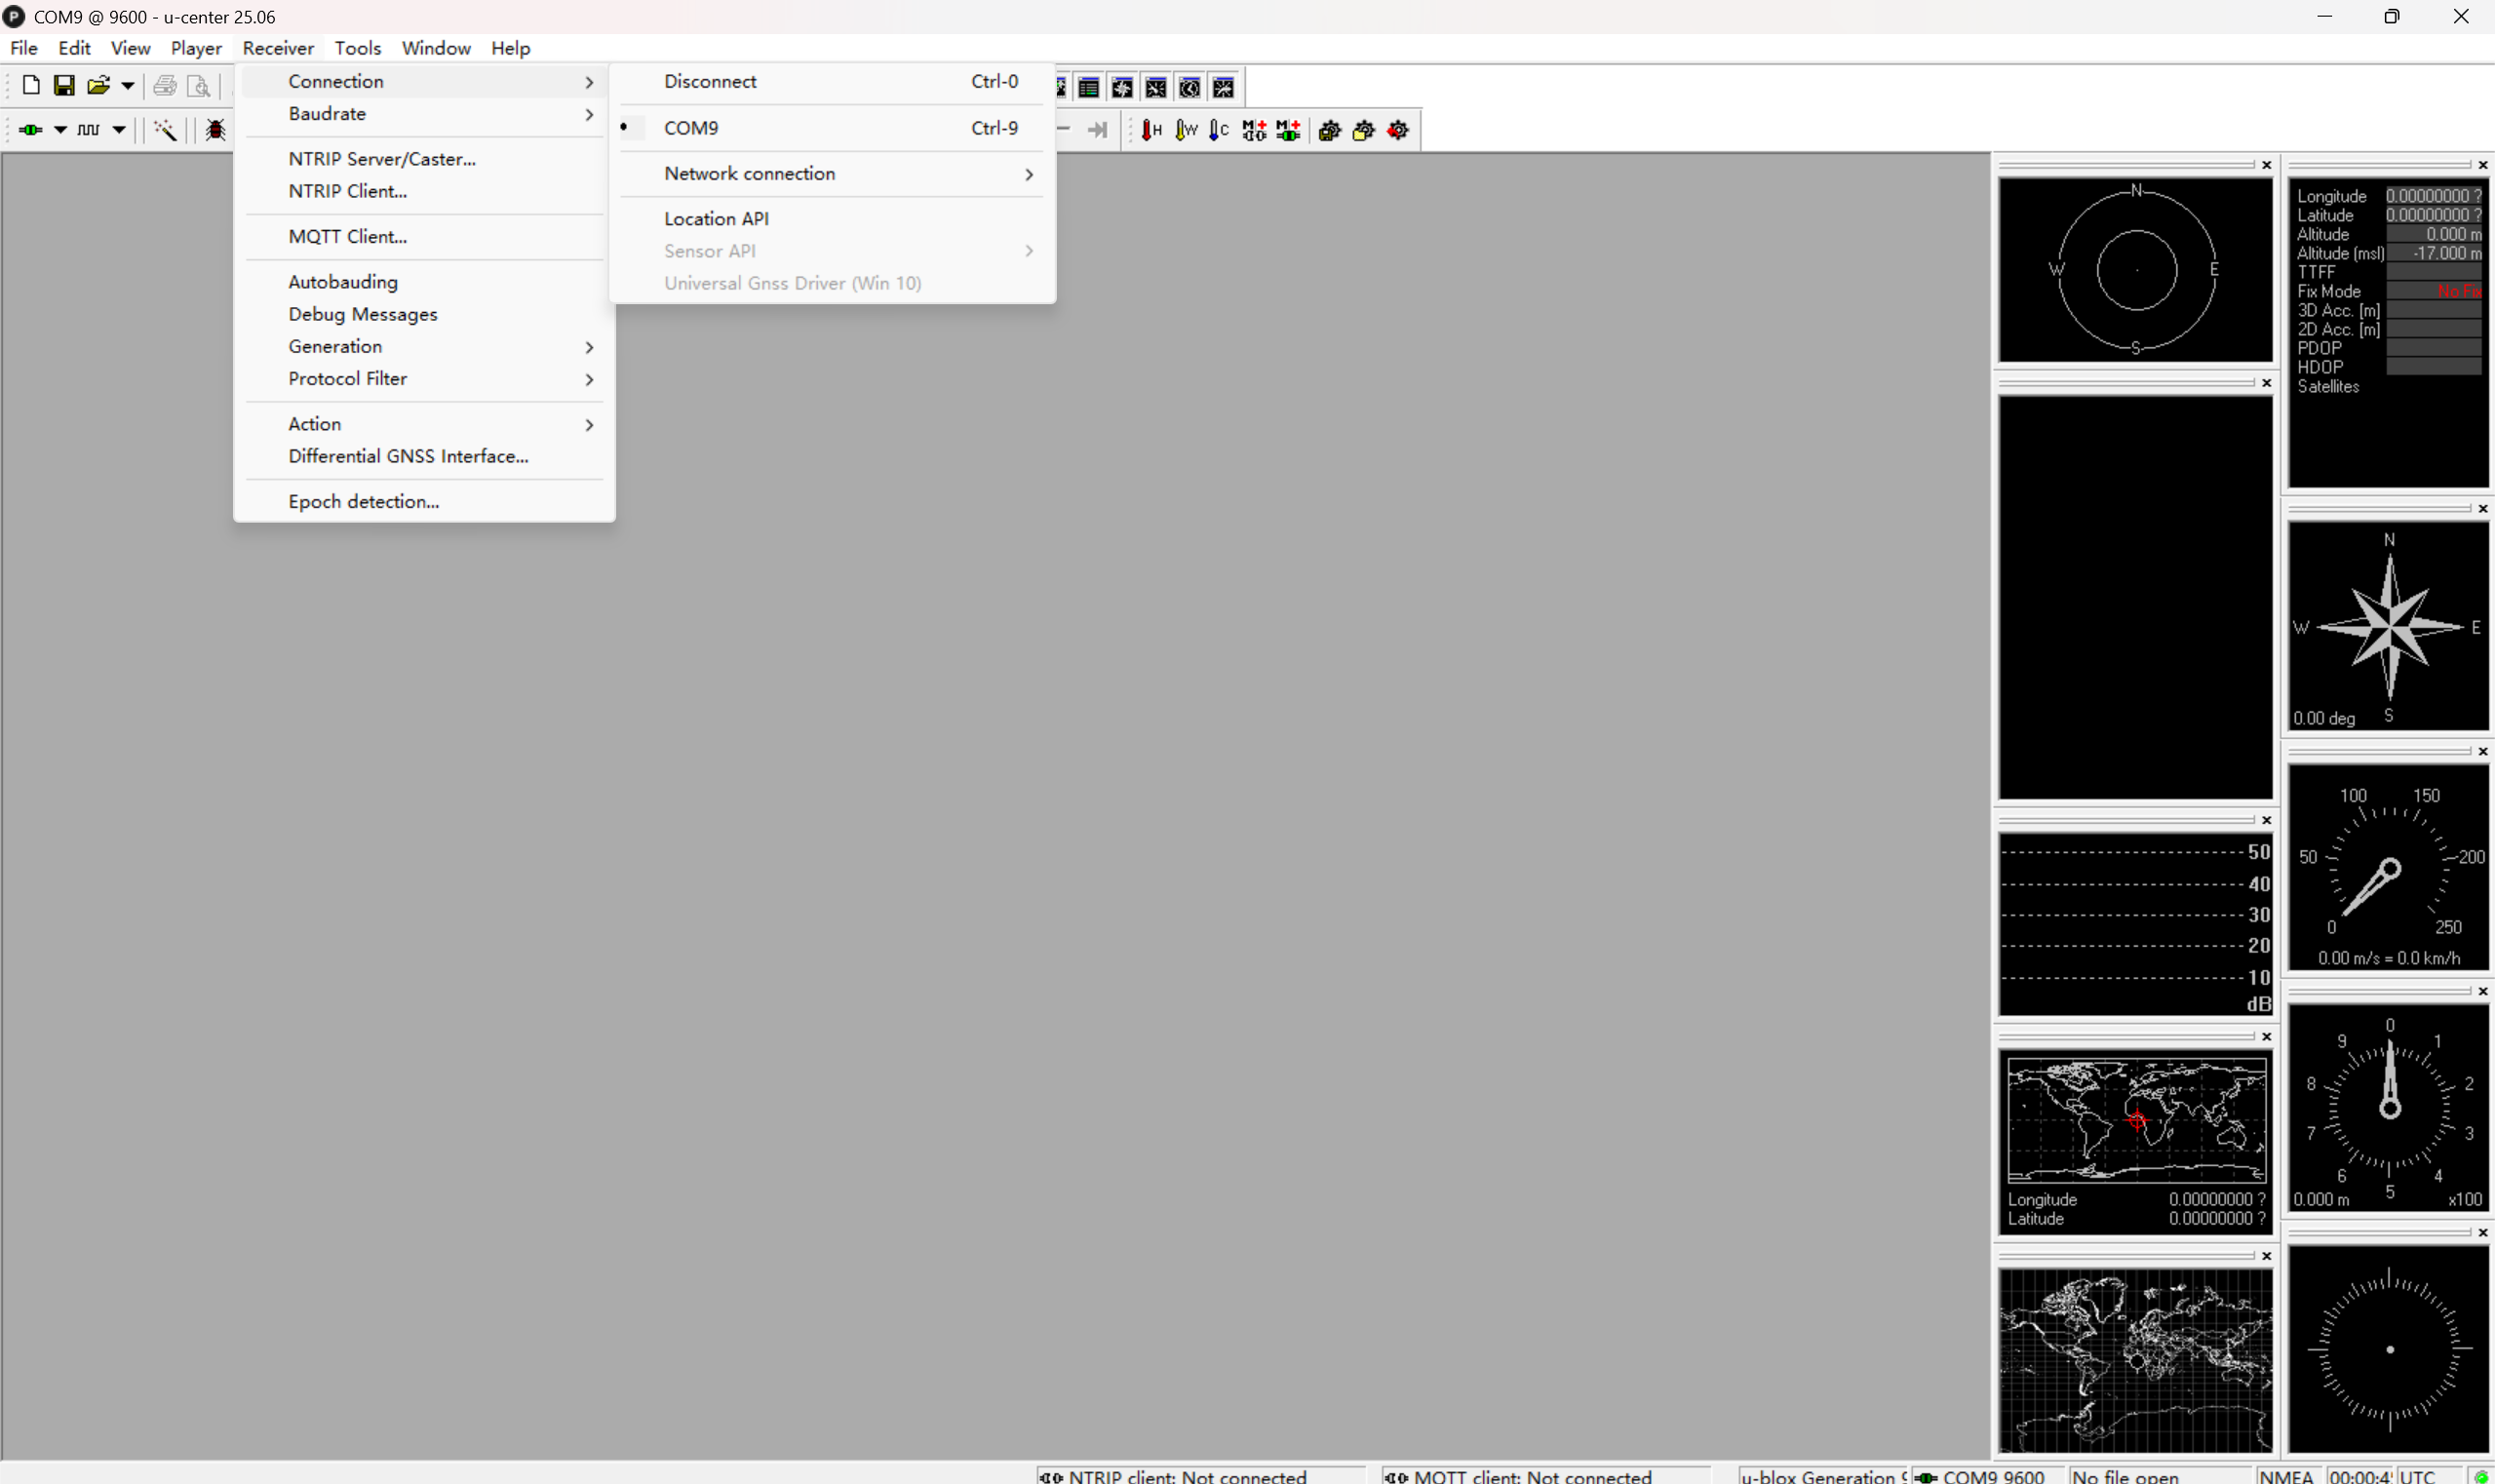 COM9 @ 9600 - u-center 25.06
File Edit View Player Receiver Tools Window Help
Connection
Baudrate
NTRIP Server/Caster...
NTRIP Client...
MQTT Client...
Autobauding
Debug Messages
Generation
Protocol Filter
Action
Differential GNSS Interface...
Epoch detection...
Disconnect Ctrl-0
COM9 Ctrl-9
Network connection
Location API
Sensor API
Universal Gnss Driver (Win 10)
H W C
N
W E
S
50
40
30
20
10
dB
Longitude 0.00000000 ?
Latitude 0.00000000 ?
Longitude 0.00000000 ?
Latitude 0.00000000 ?
Altitude 0.000 m
Altitude (msl) -17.000 m
TTFF
Fix Mode No Fix
3D Acc. [m]
2D Acc. [m]
PDOP
HDOP
Satellites
N
W E
0.00 deg S
100 150
50 200
0 250
0.00 m/s = 0.0 km/h
0
9 1
8 2
7 3
6 4
0.000 m 5 x100
NTRIP client: Not connected MQTT client: Not connected u-blox Generation COM9 9600 No file open NMEA 00:00:4 UTC